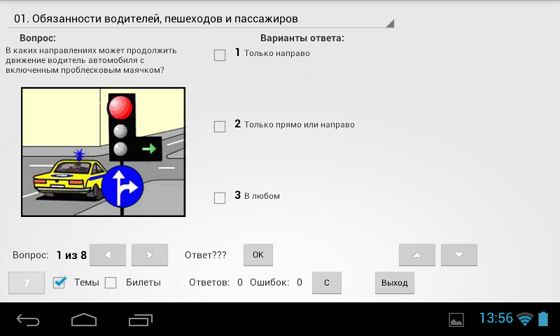 01. Обязанности водителей, пешеходов и пассажиров
Вопрос:
В каких направлениях может продолжить
движение водитель автомобиля с
включенным проблесковым маячком?
Варианты ответа:
1 Только направо
2 Только прямо или направо
3 В любом
Вопрос: 1 из 8 Ответ??? OK
? Темы Билеты Ответов: 0 Ошибок: 0 С Выход
13:56